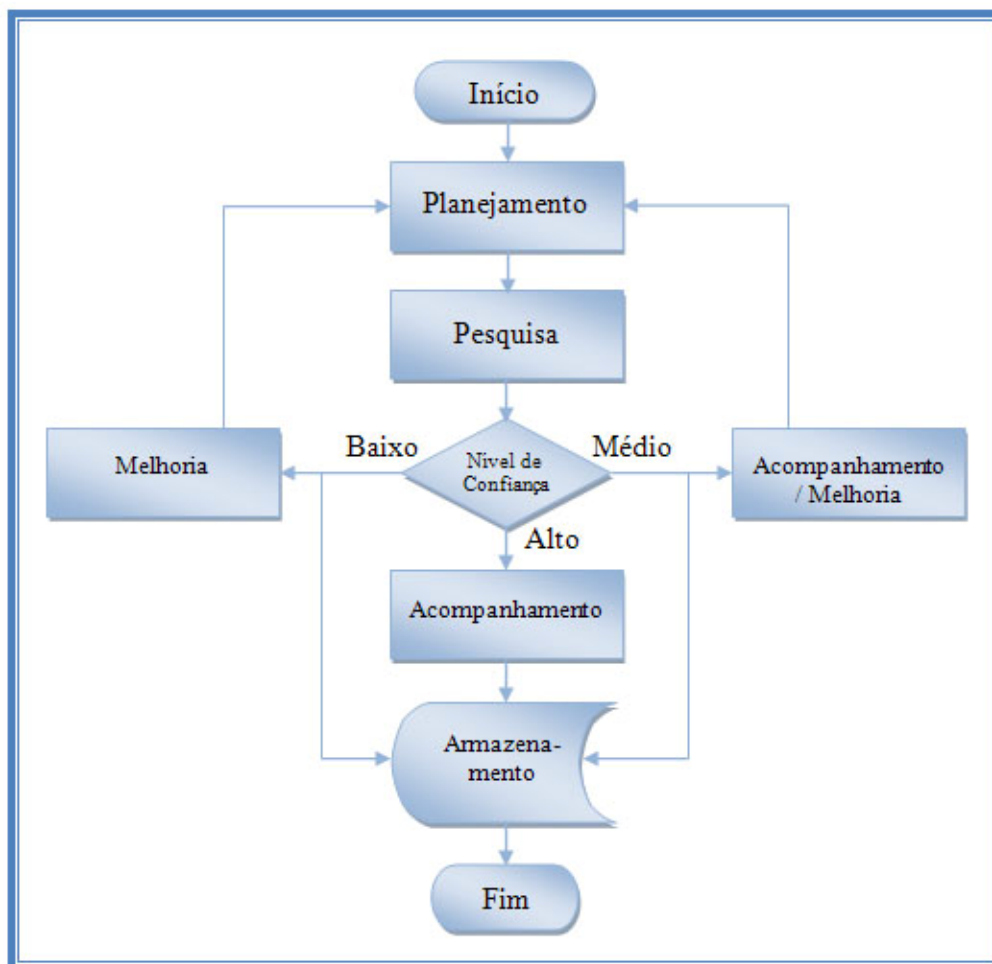 Início
Planejamento
Pesquisa
Baixo
Médio
Nível de
Confiança
Melhoria
Acompanhamento
/ Melhoria
Alto
Acompanhamento
Armazena-
mento
Fim